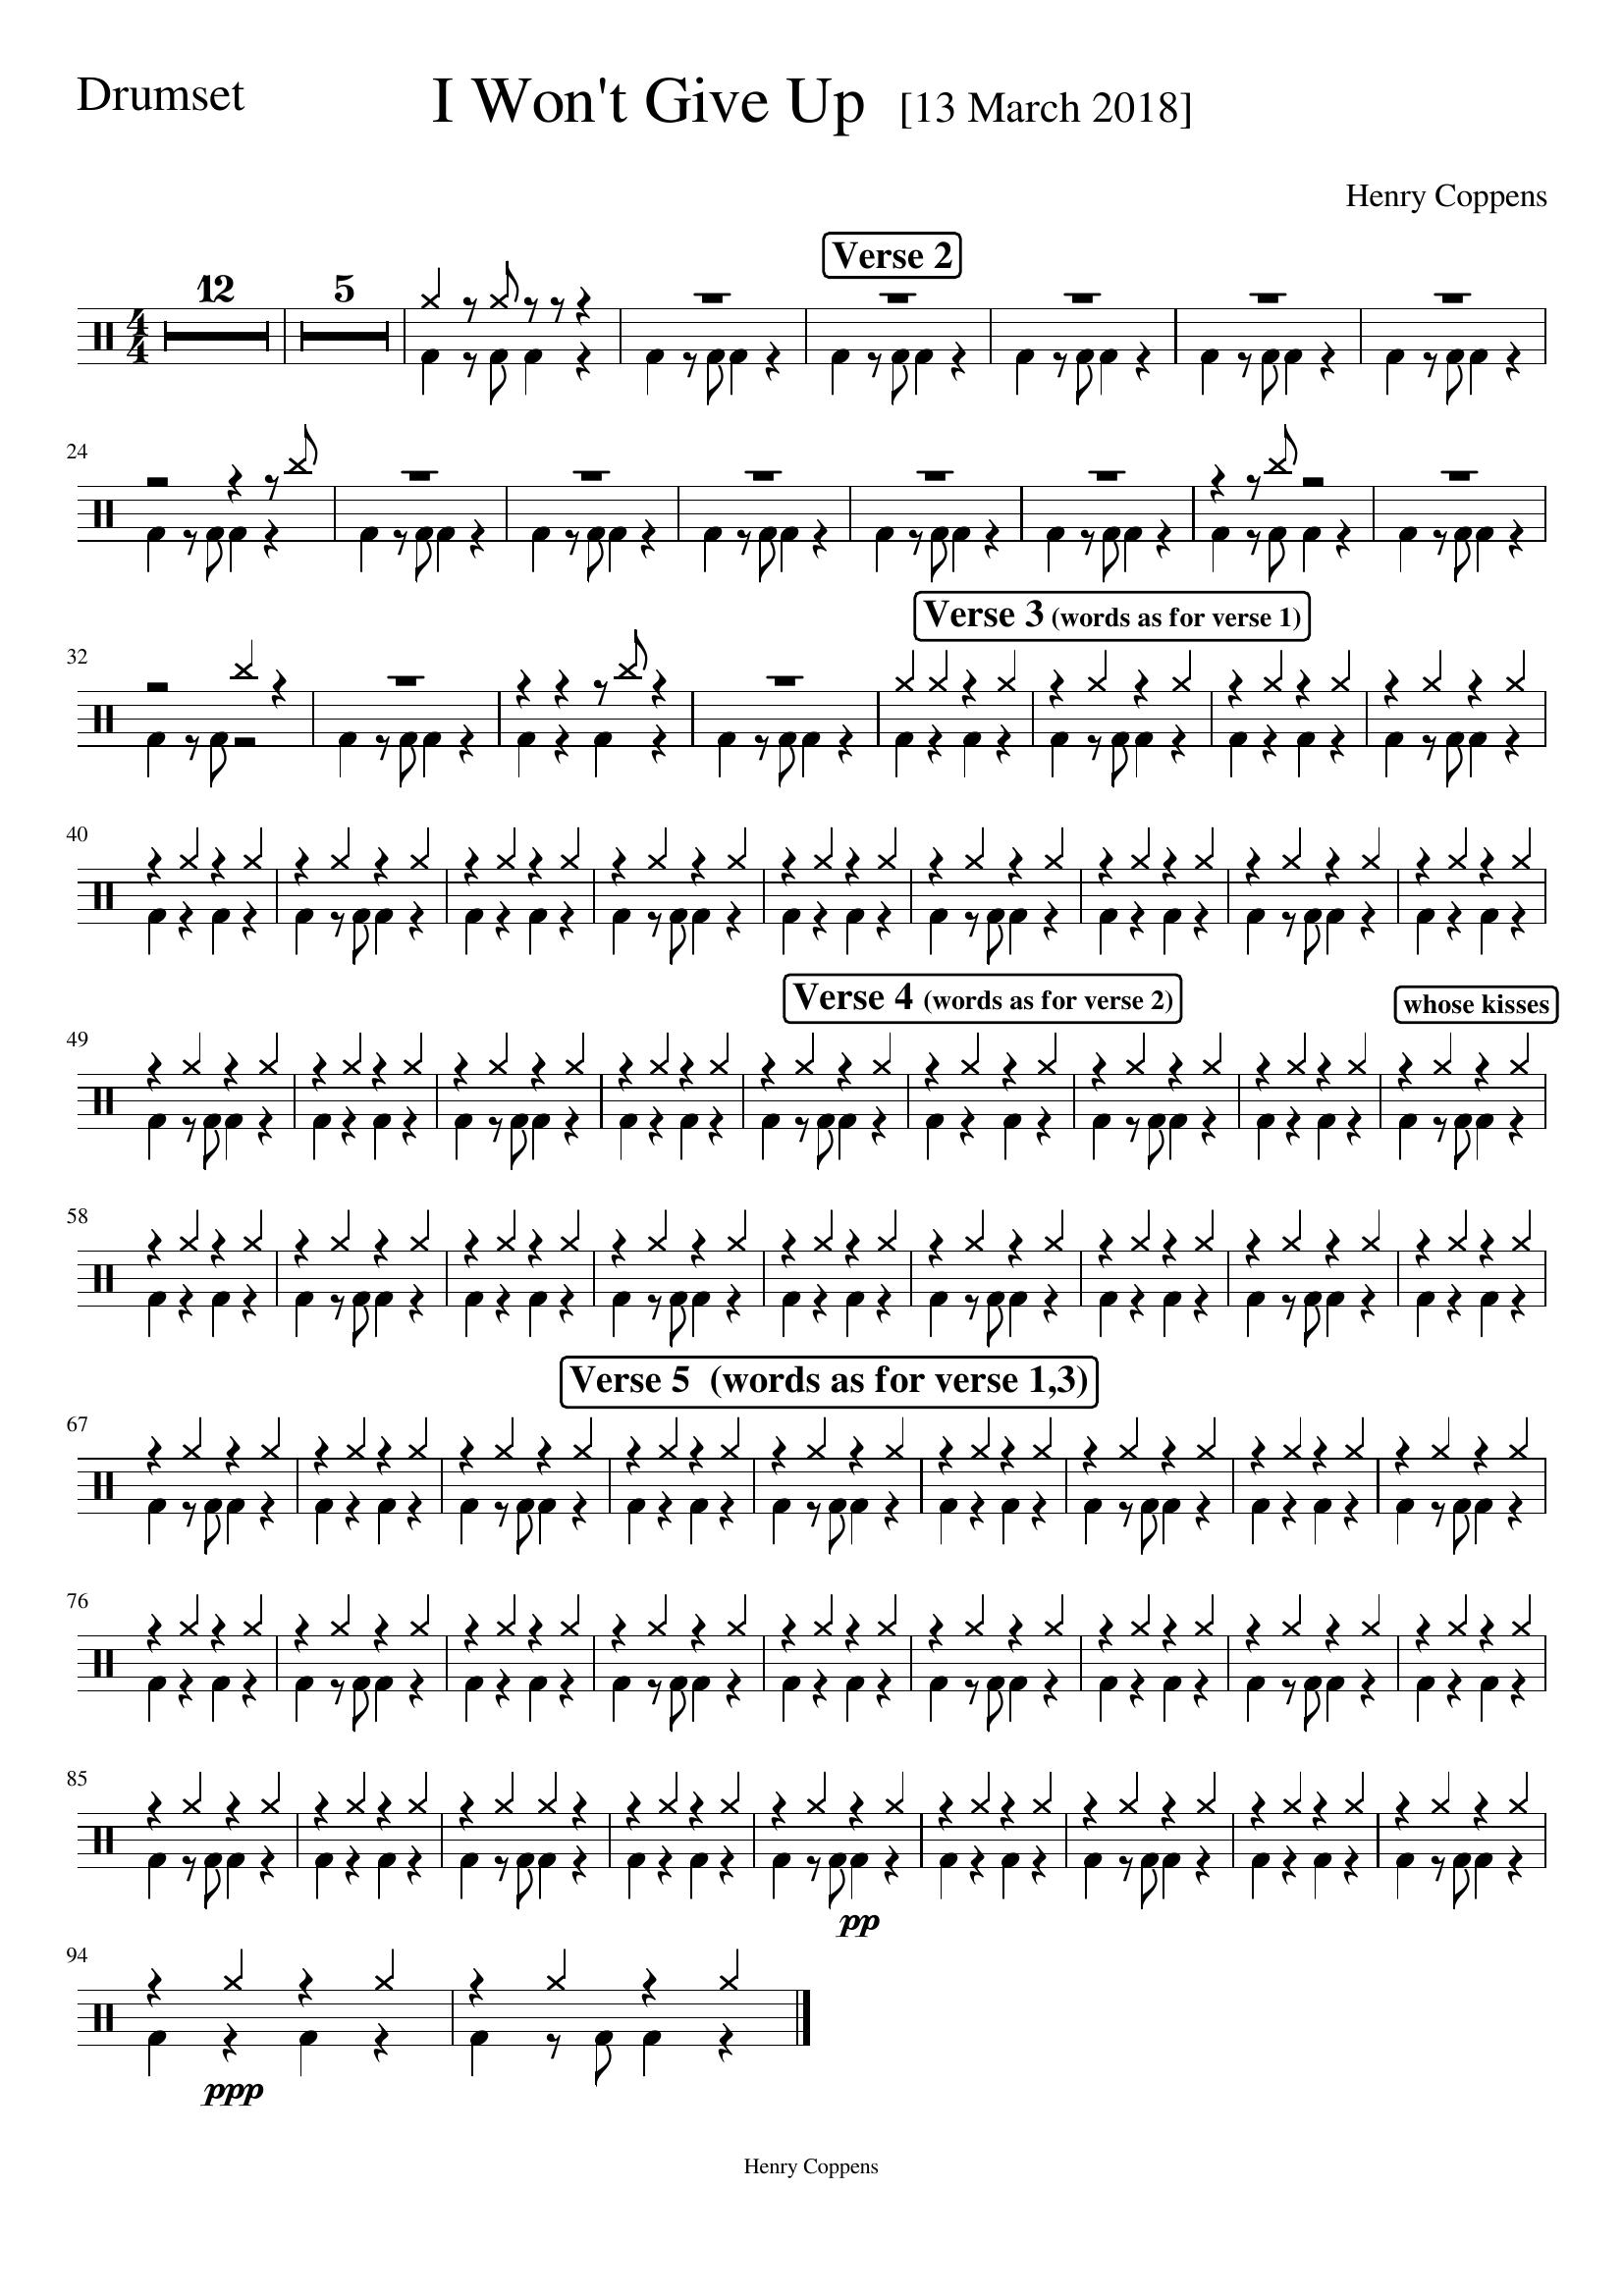 Drumset
I Won't Give Up [13 March 2018]
Henry Coppens
Verse 2
12
5
4
4
24
Verse 3 (words as for verse 1)
32
40
Verse 4 (words as for verse 2)
whose kisses
49
58
Verse 5 (words as for verse 1,3)
67
76
85
pp
94
ppp
Henry Coppens